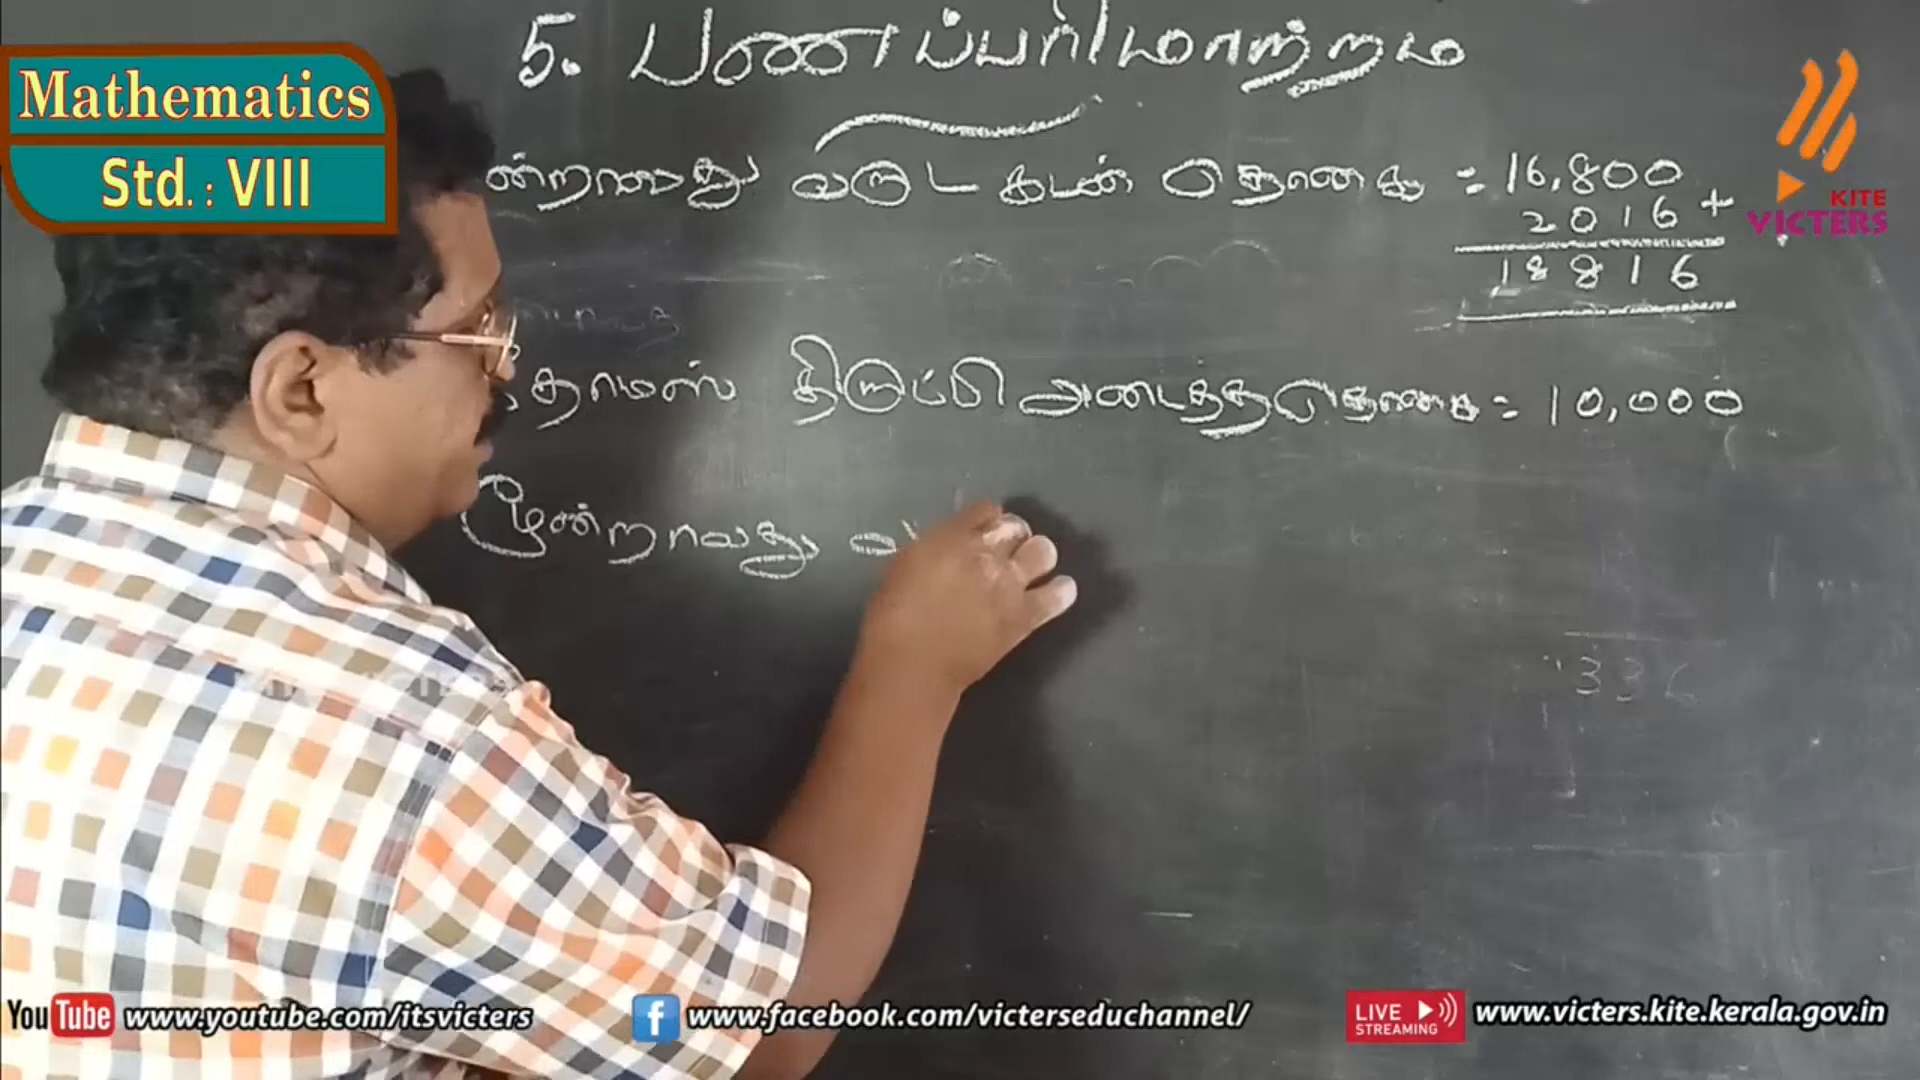 Mathematics
Std. : VIII
5. பணப்பரிமாற்றம்
KITE
VICTERS
ன்றாவது வருட கடன் தொகை = 16,800
2016 +
18816
தாமஸ் திருப்பி அடைத்த தொகை = 10,000
மூன்றாவது வ
336
YouTube www.youtube.com/itsvicters
f www.facebook.com/victerseduchannel/
LIVE STREAMING www.victers.kite.kerala.gov.in